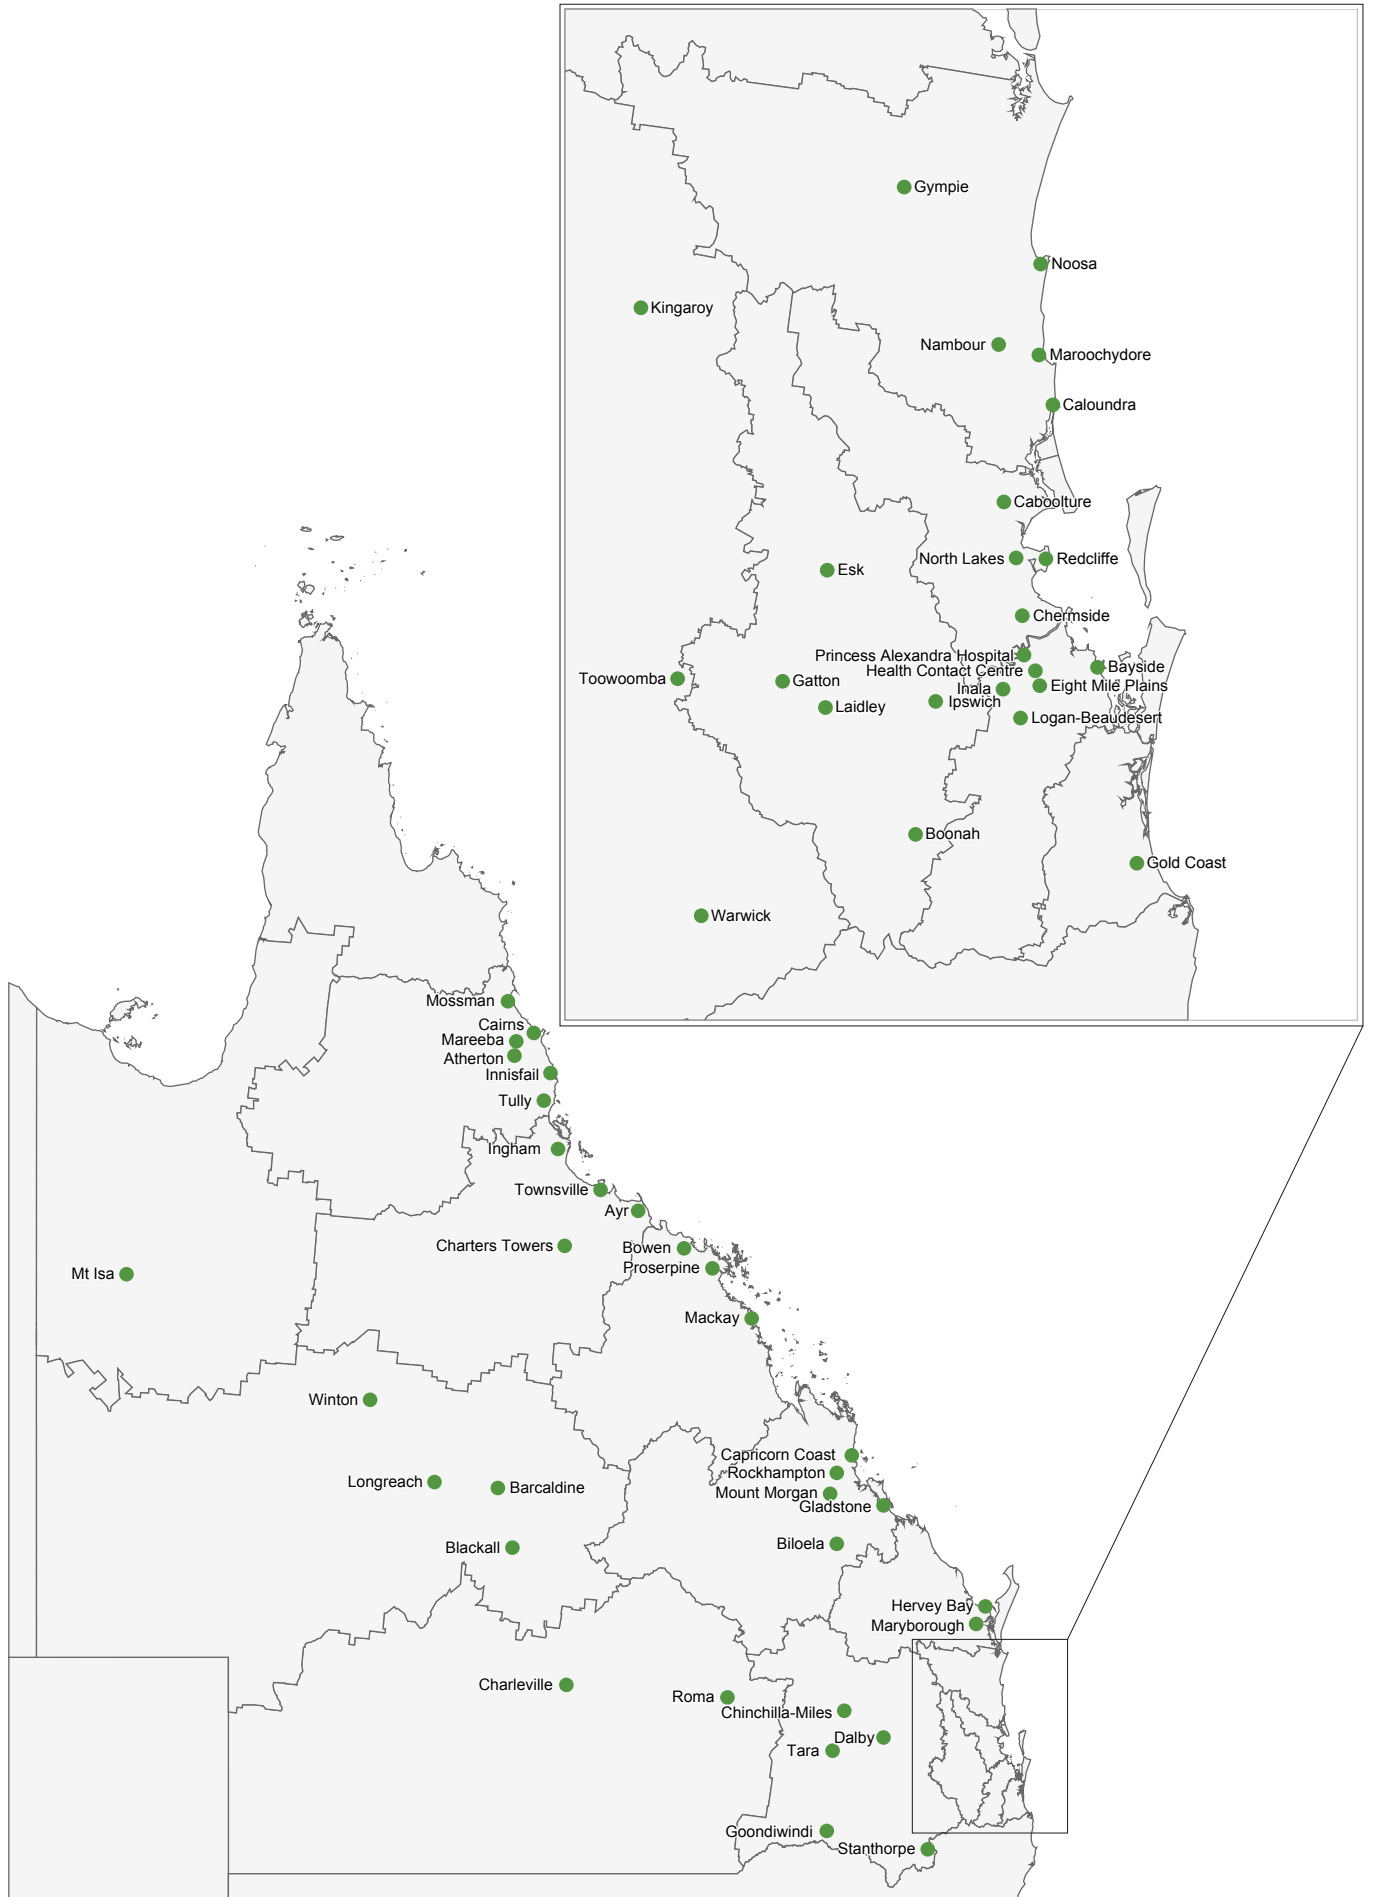 Gympie
Noosa
Kingaroy
Nambour
Maroochydore
Caloundra
Caboolture
North Lakes
Redcliffe
Esk
Chermside
Princess Alexandra Hospital
Health Contact Centre
Bayside
Toowoomba
Gatton
Inala
Eight Mile Plains
Ipswich
Laidley
Logan-Beaudesert
Boonah
Gold Coast
Warwick
Mossman
Cairns
Mareeba
Atherton
Innisfail
Tully
Ingham
Townsville
Ayr
Charters Towers
Bowen
Proserpine
Mt Isa
Mackay
Winton
Capricorn Coast
Rockhampton
Longreach
Barcaldine
Mount Morgan
Gladstone
Biloela
Blackall
Hervey Bay
Maryborough
Charleville
Roma
Chinchilla-Miles
Dalby
Tara
Goondiwindi
Stanthorpe